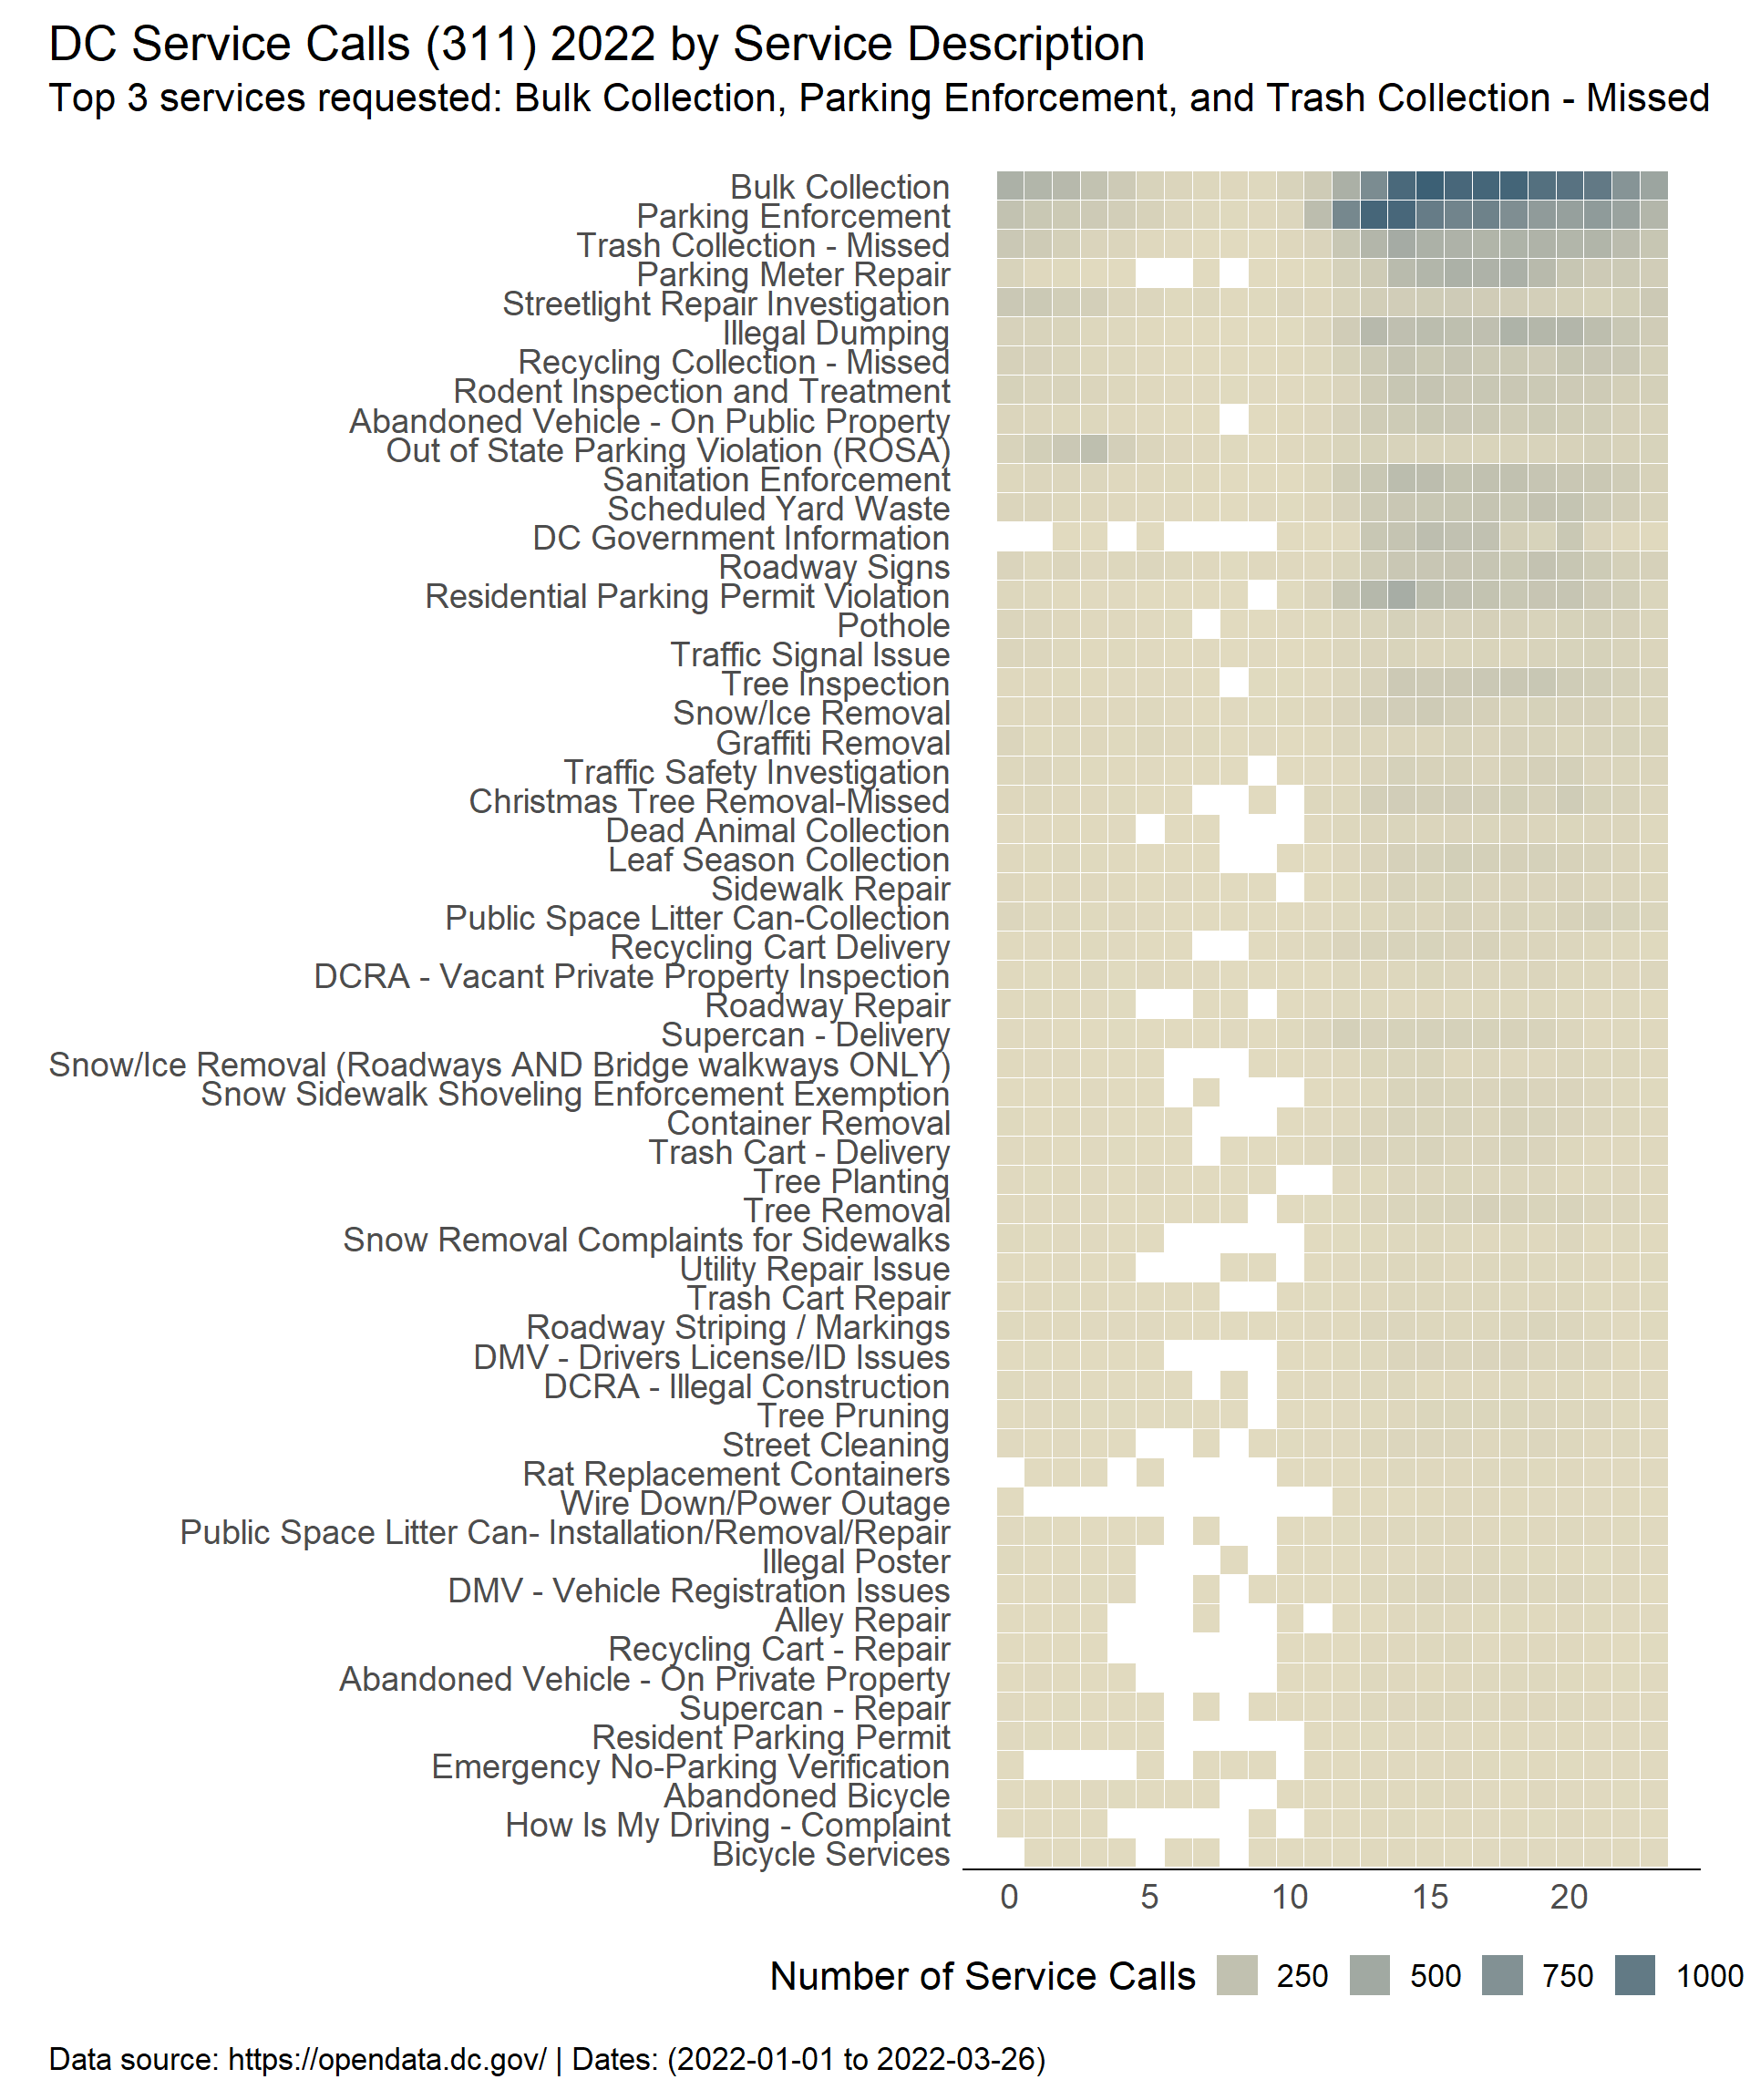 DC Service Calls (311) 2022 by Service Description
Top 3 services requested: Bulk Collection, Parking Enforcement, and Trash Collection - Missed
Bulk Collection
Parking Enforcement
Trash Collection - Missed
Parking Meter Repair
Streetlight Repair Investigation
Illegal Dumping
Recycling Collection - Missed
Rodent Inspection and Treatment
Abandoned Vehicle - On Public Property
Out of State Parking Violation (ROSA)
Sanitation Enforcement
Scheduled Yard Waste
DC Government Information
Roadway Signs
Residential Parking Permit Violation
Pothole
Traffic Signal Issue
Tree Inspection
Snow/Ice Removal
Graffiti Removal
Traffic Safety Investigation
Christmas Tree Removal-Missed
Dead Animal Collection
Leaf Season Collection
Sidewalk Repair
Public Space Litter Can-Collection
Recycling Cart Delivery
DCRA - Vacant Private Property Inspection
Roadway Repair
Supercan - Delivery
Snow/Ice Removal (Roadways AND Bridge walkways ONLY)
Snow Sidewalk Shoveling Enforcement Exemption
Container Removal
Trash Cart - Delivery
Tree Planting
Tree Removal
Snow Removal Complaints for Sidewalks
Utility Repair Issue
Trash Cart Repair
Roadway Striping / Markings
DMV - Drivers License/ID Issues
DCRA - Illegal Construction
Tree Pruning
Street Cleaning
Rat Replacement Containers
Wire Down/Power Outage
Public Space Litter Can- Installation/Removal/Repair
Illegal Poster
DMV - Vehicle Registration Issues
Alley Repair
Recycling Cart - Repair
Abandoned Vehicle - On Private Property
Supercan - Repair
Resident Parking Permit
Emergency No-Parking Verification
Abandoned Bicycle
How Is My Driving - Complaint
Bicycle Services
0 5 10 15 20
Number of Service Calls 250 500 750 1000
Data source: https://opendata.dc.gov/ | Dates: (2022-01-01 to 2022-03-26)